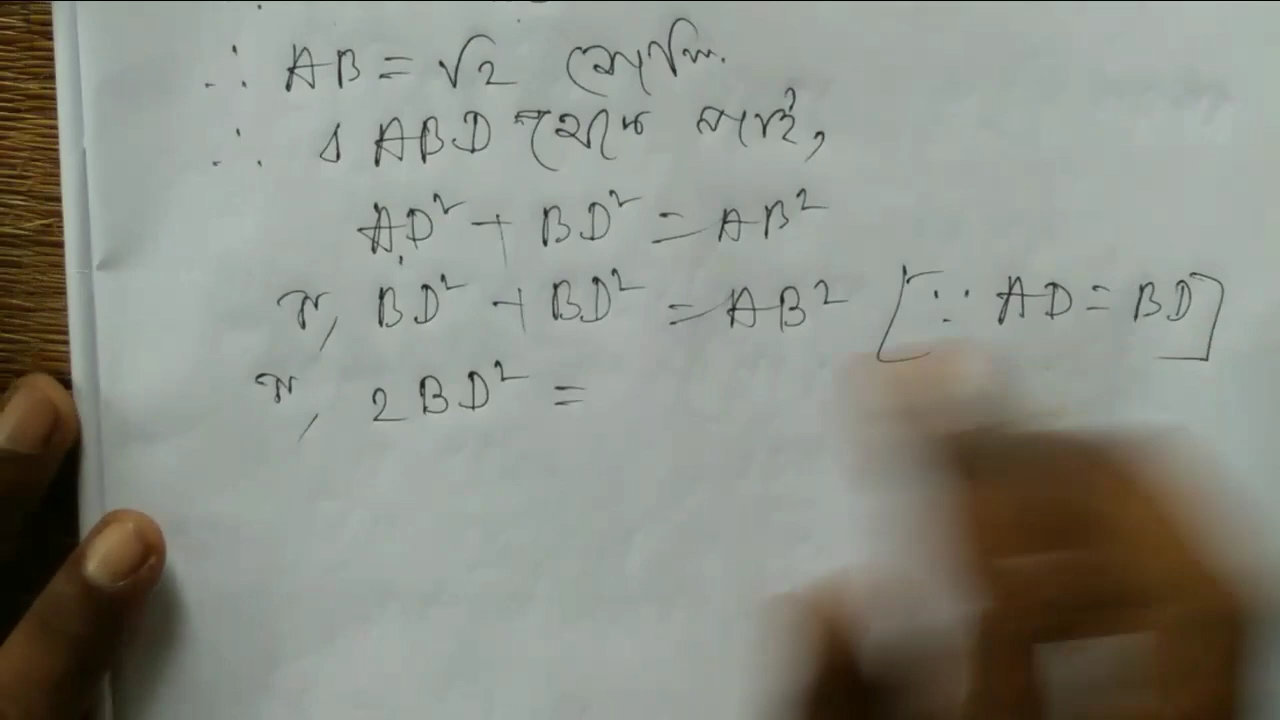 ∴ AB = √2 সেমি.
∴ Δ ABD থেকে পাই,
AD² + BD² = AB²
বা, BD² + BD² = AB² [∵ AD = BD]
বা, 2BD² =